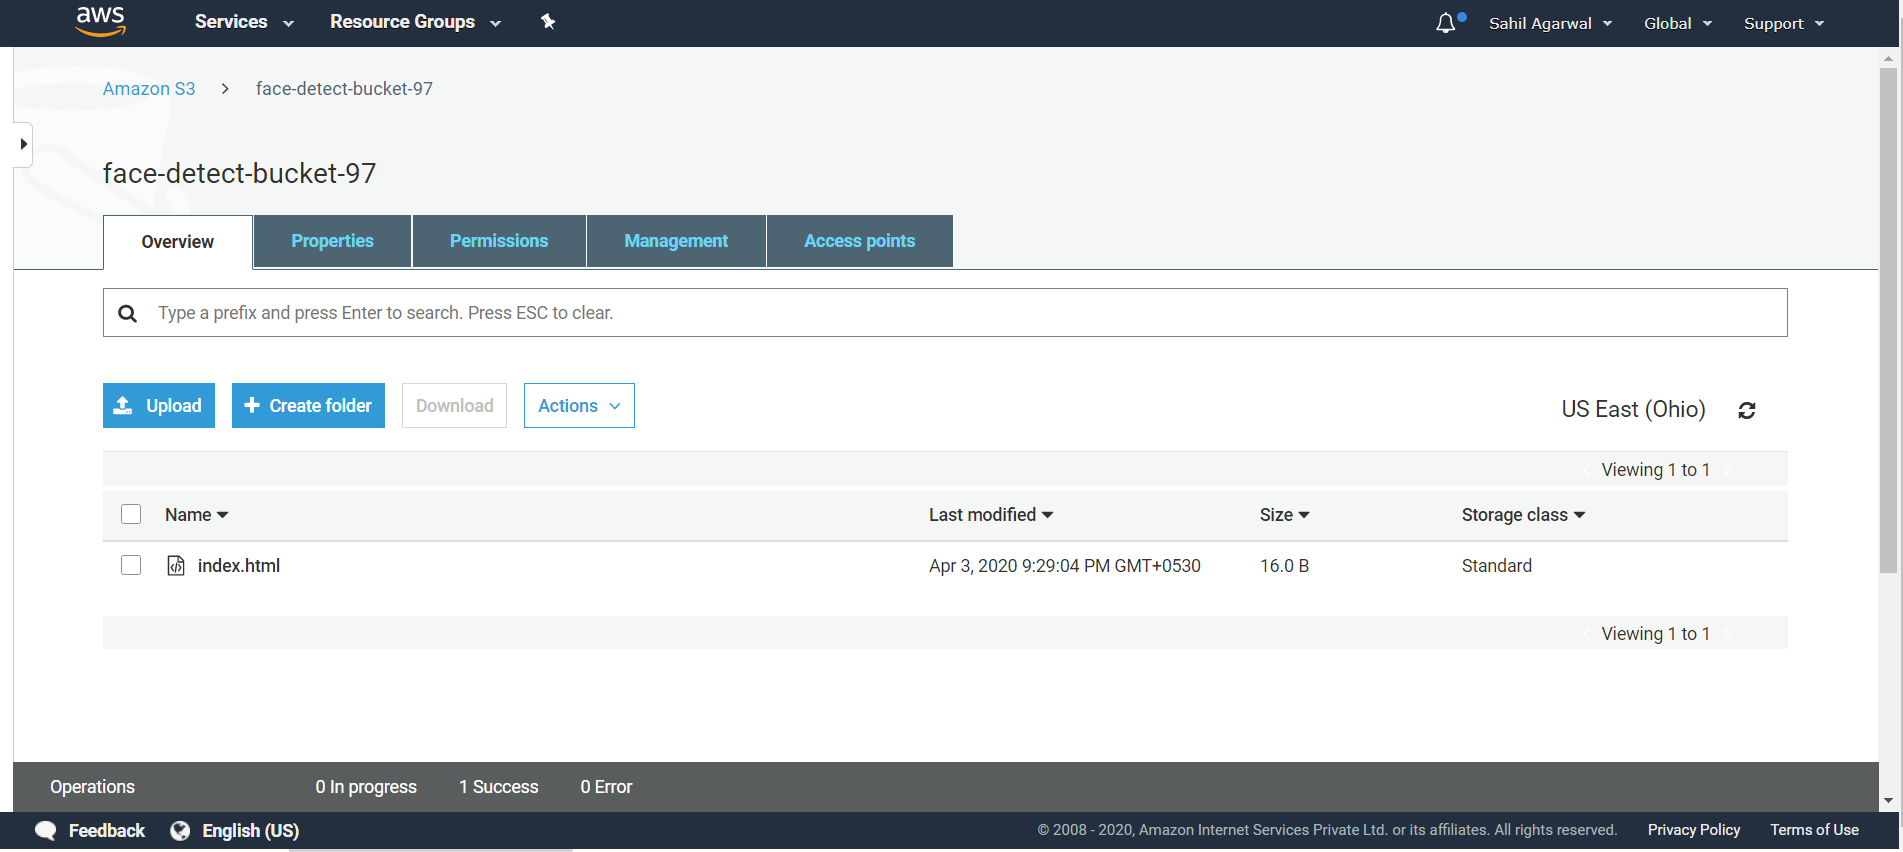 aws Services Resource Groups Sahil Agarwal Global Support
Amazon S3 > face-detect-bucket-97
face-detect-bucket-97
Overview Properties Permissions Management Access points
Type a prefix and press Enter to search. Press ESC to clear.
Upload + Create folder Download Actions US East (Ohio)
Viewing 1 to 1
Name Last modified Size Storage class
index.html Apr 3, 2020 9:29:04 PM GMT+0530 16.0 B Standard
Viewing 1 to 1
Operations 0 In progress 1 Success 0 Error
Feedback English (US) © 2008 - 2020, Amazon Internet Services Private Ltd. or its affiliates. All rights reserved. Privacy Policy Terms of Use